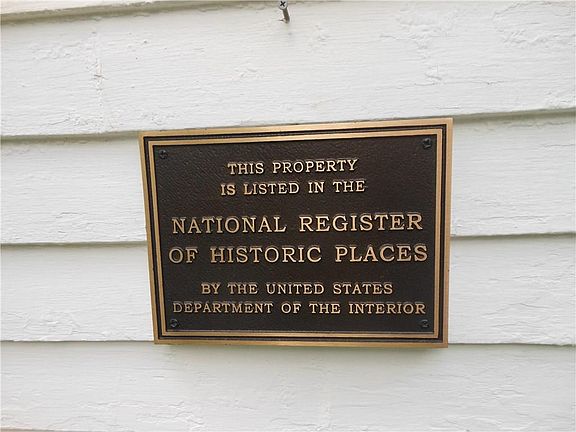 THIS PROPERTY
IS LISTED IN THE
NATIONAL REGISTER
OF HISTORIC PLACES
BY THE UNITED STATES
DEPARTMENT OF THE INTERIOR